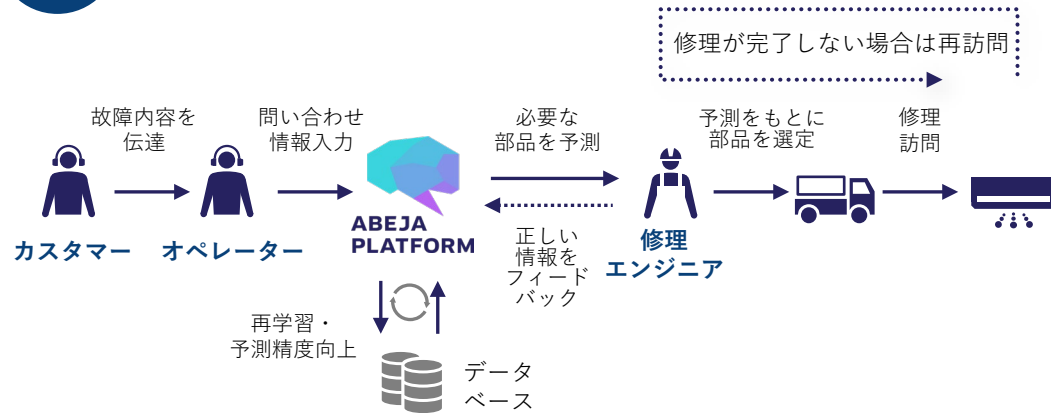 修理が完了しない場合は再訪問
故障内容を
伝達
問い合わせ
情報入力
必要な
部品を予測
予測をもとに
部品を選定
修理
訪問
カスタマー
オペレーター
ABEJA
PLATFORM
正しい
情報を
フィード
バック
修理
エンジニア
再学習・
予測精度向上
データ
ベース